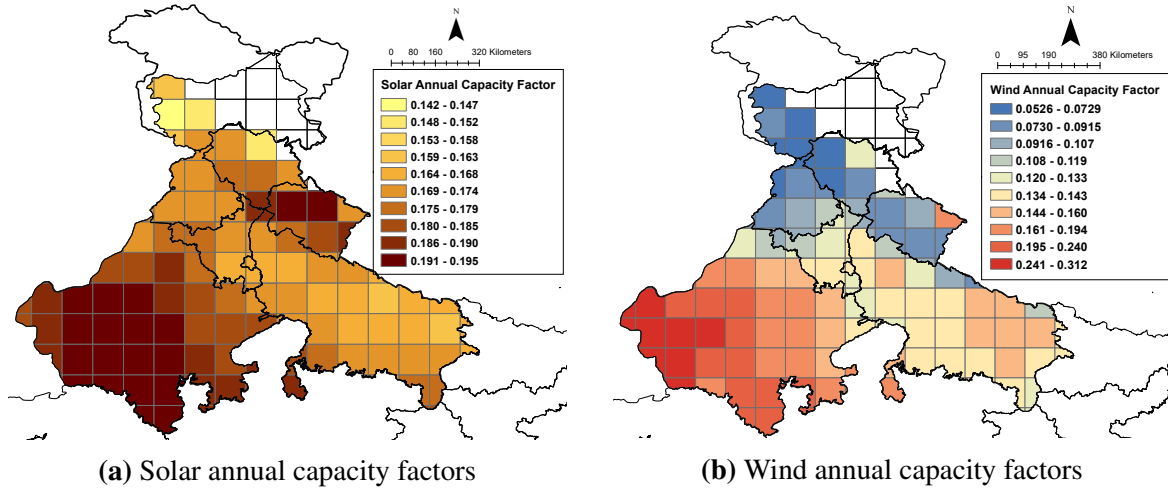 N
0 80 160 320 Kilometers
Solar Annual Capacity Factor
0.142 - 0.147
0.148 - 0.152
0.153 - 0.158
0.159 - 0.163
0.164 - 0.168
0.169 - 0.174
0.175 - 0.179
0.180 - 0.185
0.186 - 0.190
0.191 - 0.195
(a) Solar annual capacity factors
N
0 95 190 380 Kilometers
Wind Annual Capacity Factor
0.0526 - 0.0729
0.0730 - 0.0915
0.0916 - 0.107
0.108 - 0.119
0.120 - 0.133
0.134 - 0.143
0.144 - 0.160
0.161 - 0.194
0.195 - 0.240
0.241 - 0.312
(b) Wind annual capacity factors